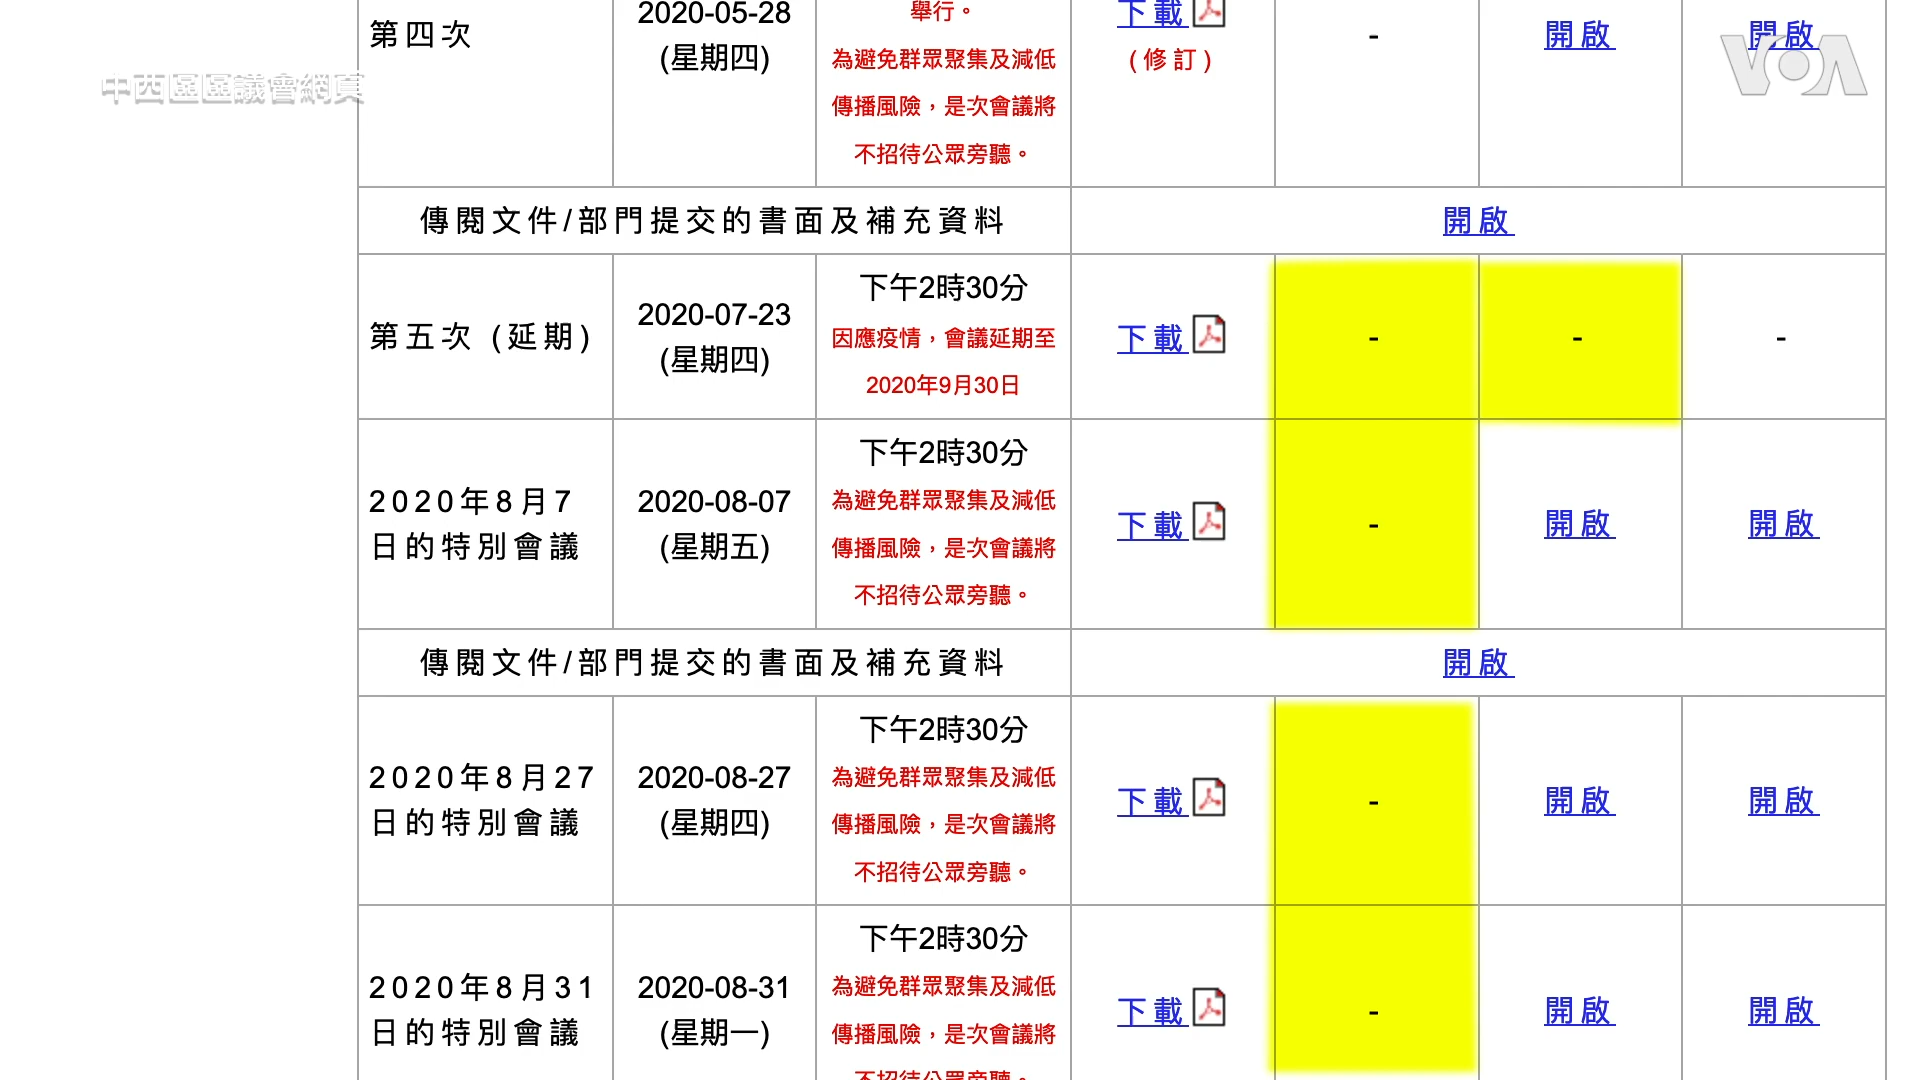 第四次
2020-05-28
(星期四)
舉行。
為避免群眾聚集及減低
傳播風險，是次會議將
不招待公眾旁聽。
下載
(修訂)
-
開啟
開啟
VOA
中西區區議會網頁
傳閱文件/部門提交的書面及補充資料
開啟
第五次 (延期)
2020-07-23
(星期四)
下午2時30分
因應疫情，會議延期至
2020年9月30日
下載
-
-
-
2020年8月7
日的特別會議
2020-08-07
(星期五)
下午2時30分
為避免群眾聚集及減低
傳播風險，是次會議將
不招待公眾旁聽。
下載
-
開啟
開啟
傳閱文件/部門提交的書面及補充資料
開啟
2020年8月27
日的特別會議
2020-08-27
(星期四)
下午2時30分
為避免群眾聚集及減低
傳播風險，是次會議將
不招待公眾旁聽。
下載
-
開啟
開啟
2020年8月31
日的特別會議
2020-08-31
(星期一)
下午2時30分
為避免群眾聚集及減低
傳播風險，是次會議將
不招待公眾旁聽。
下載
-
開啟
開啟